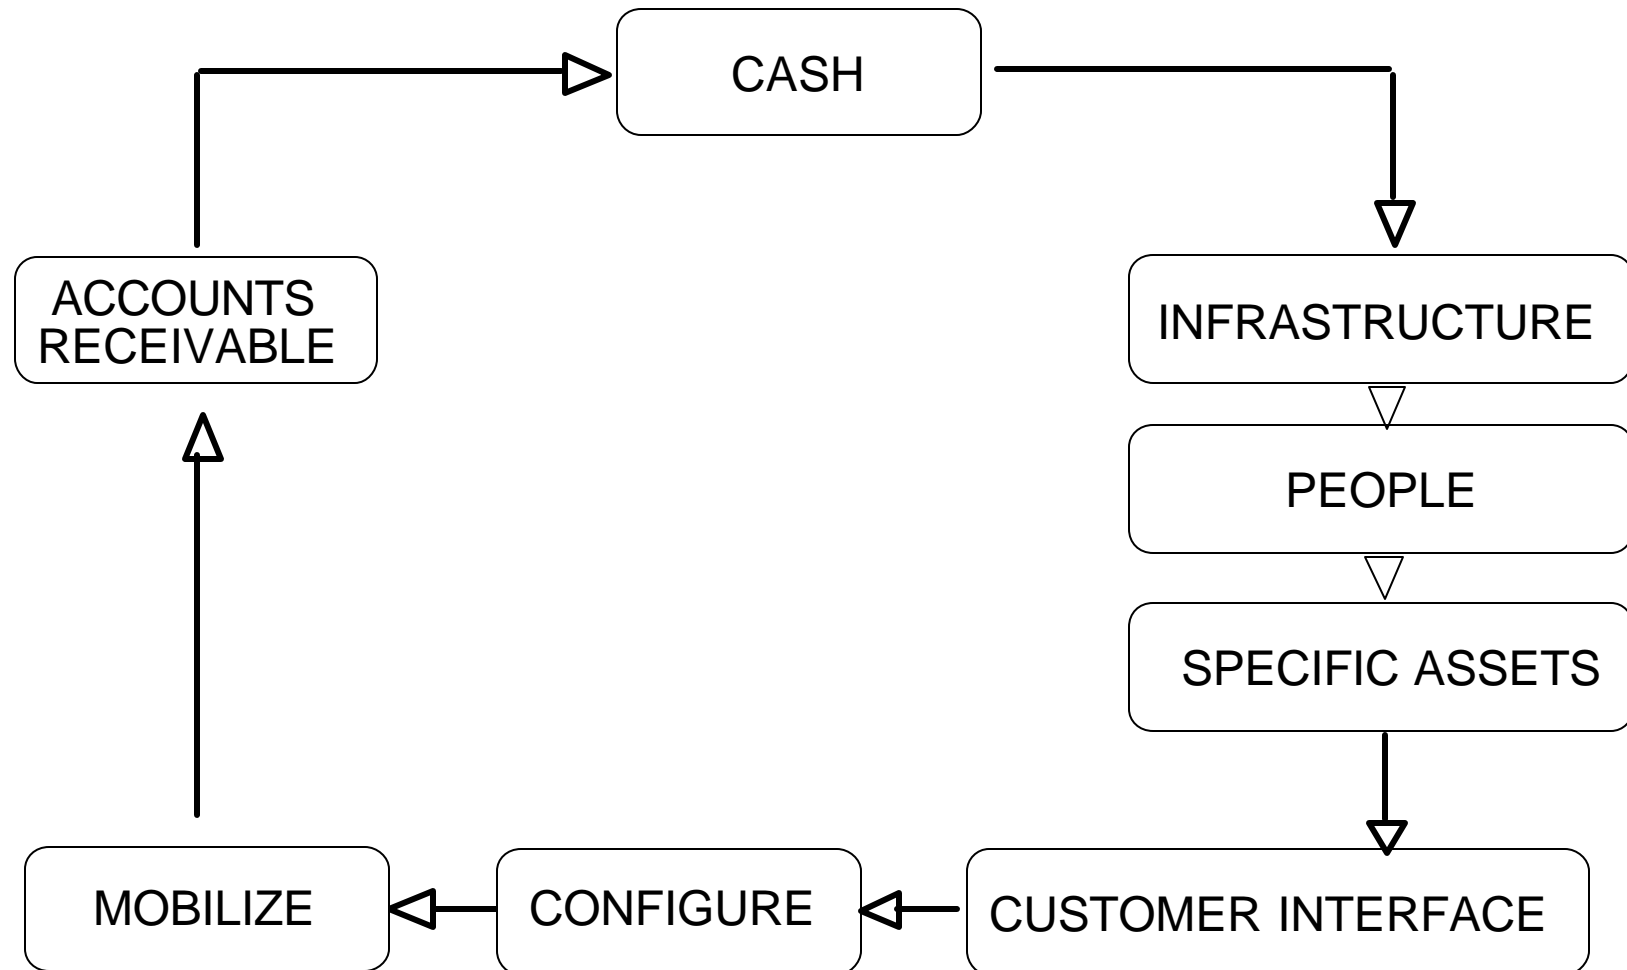 CASH
ACCOUNTS
RECEIVABLE
INFRASTRUCTURE
PEOPLE
SPECIFIC ASSETS
MOBILIZE
CONFIGURE
CUSTOMER INTERFACE